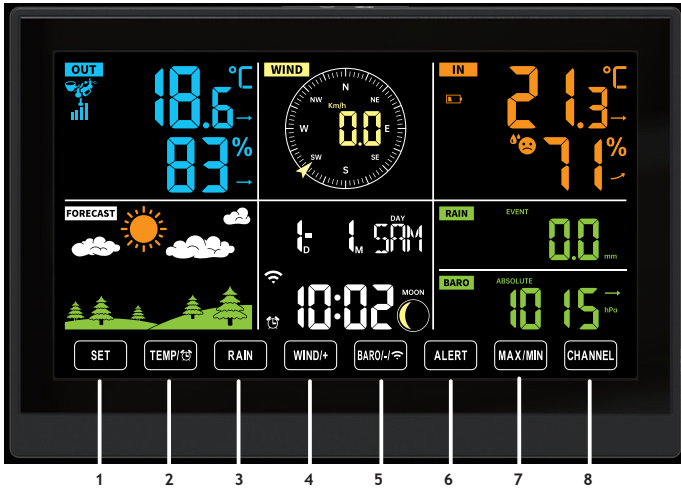 OUT
18.6 °C →
83 % →
WIND
N
NW NE
Km/h
W 0.0 E
SW SE
S
IN
21.3 °C →
71 %
FORECAST
DAY
1-D 1M SAM
10:02
MOON
RAIN EVENT
0.0 mm
BARO ABSOLUTE
1015 → hPa
SET TEMP/ RAIN WIND/+ BARO/-/ ALERT MAX/MIN CHANNEL
1 2 3 4 5 6 7 8